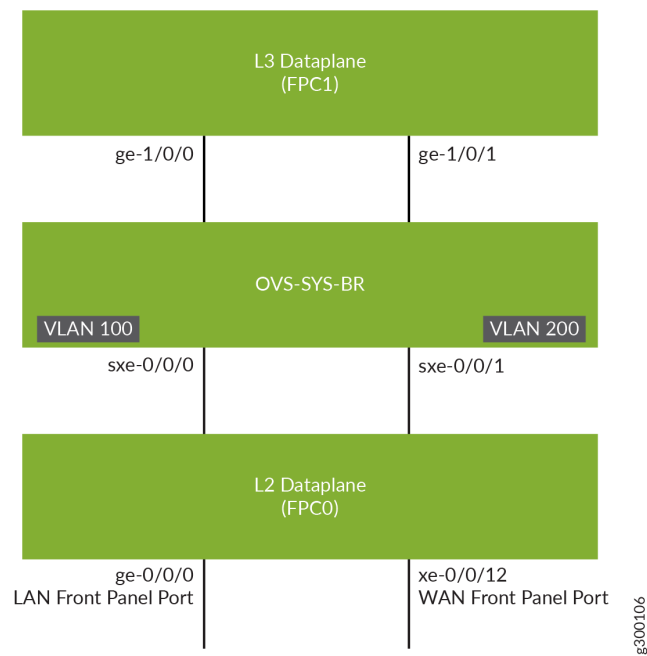 L3 Dataplane
(FPC1)
ge-1/0/0
ge-1/0/1
OVS-SYS-BR
VLAN 100
VLAN 200
sxe-0/0/0
sxe-0/0/1
L2 Dataplane
(FPC0)
ge-0/0/0
LAN Front Panel Port
xe-0/0/12
WAN Front Panel Port
g300106